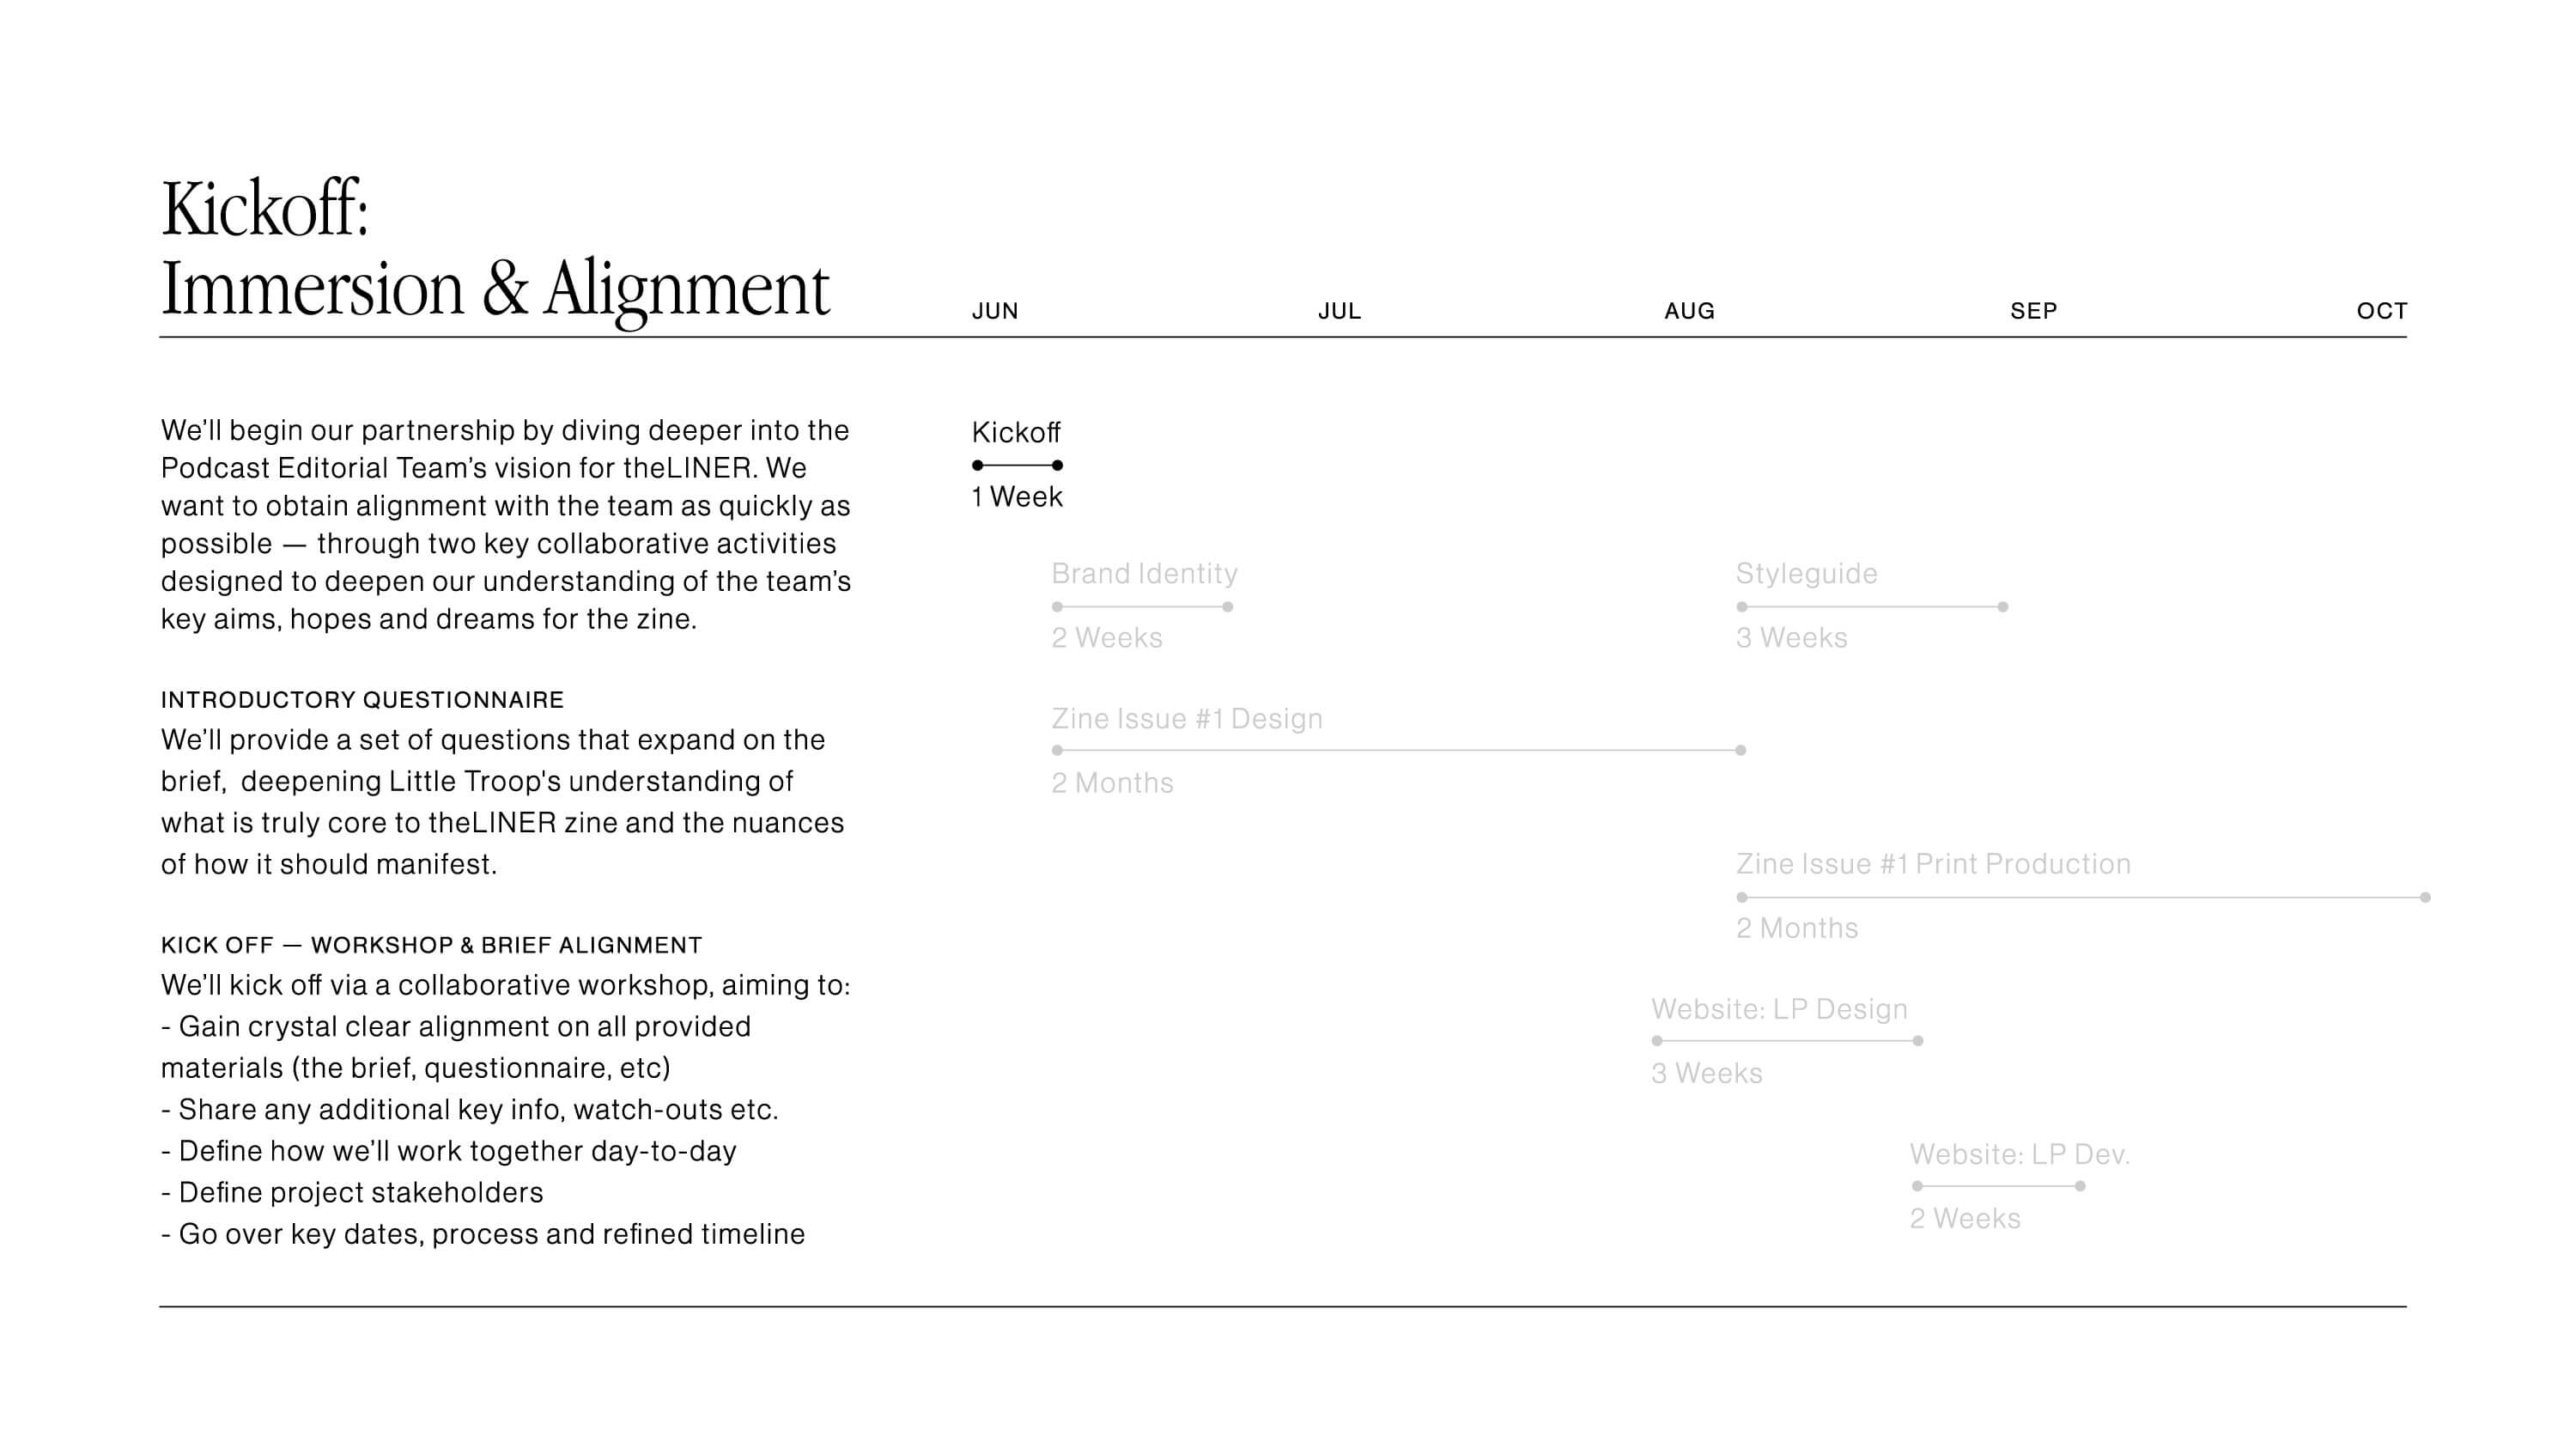 Kickoff:
Immersion & Alignment
JUN JUL AUG SEP OCT
We’ll begin our partnership by diving deeper into the
Podcast Editorial Team’s vision for theLINER. We
want to obtain alignment with the team as quickly as
possible — through two key collaborative activities
designed to deepen our understanding of the team’s
key aims, hopes and dreams for the zine.
INTRODUCTORY QUESTIONNAIRE
We’ll provide a set of questions that expand on the
brief,  deepening Little Troop's understanding of
what is truly core to theLINER zine and the nuances
of how it should manifest.
KICK OFF — WORKSHOP & BRIEF ALIGNMENT
We’ll kick off via a collaborative workshop, aiming to:
- Gain crystal clear alignment on all provided
materials (the brief, questionnaire, etc)
- Share any additional key info, watch-outs etc.
- Define how we’ll work together day-to-day
- Define project stakeholders
- Go over key dates, process and refined timeline
Kickoff
1 Week
Brand Identity
2 Weeks
Styleguide
3 Weeks
Zine Issue #1 Design
2 Months
Zine Issue #1 Print Production
2 Months
Website: LP Design
3 Weeks
Website: LP Dev.
2 Weeks